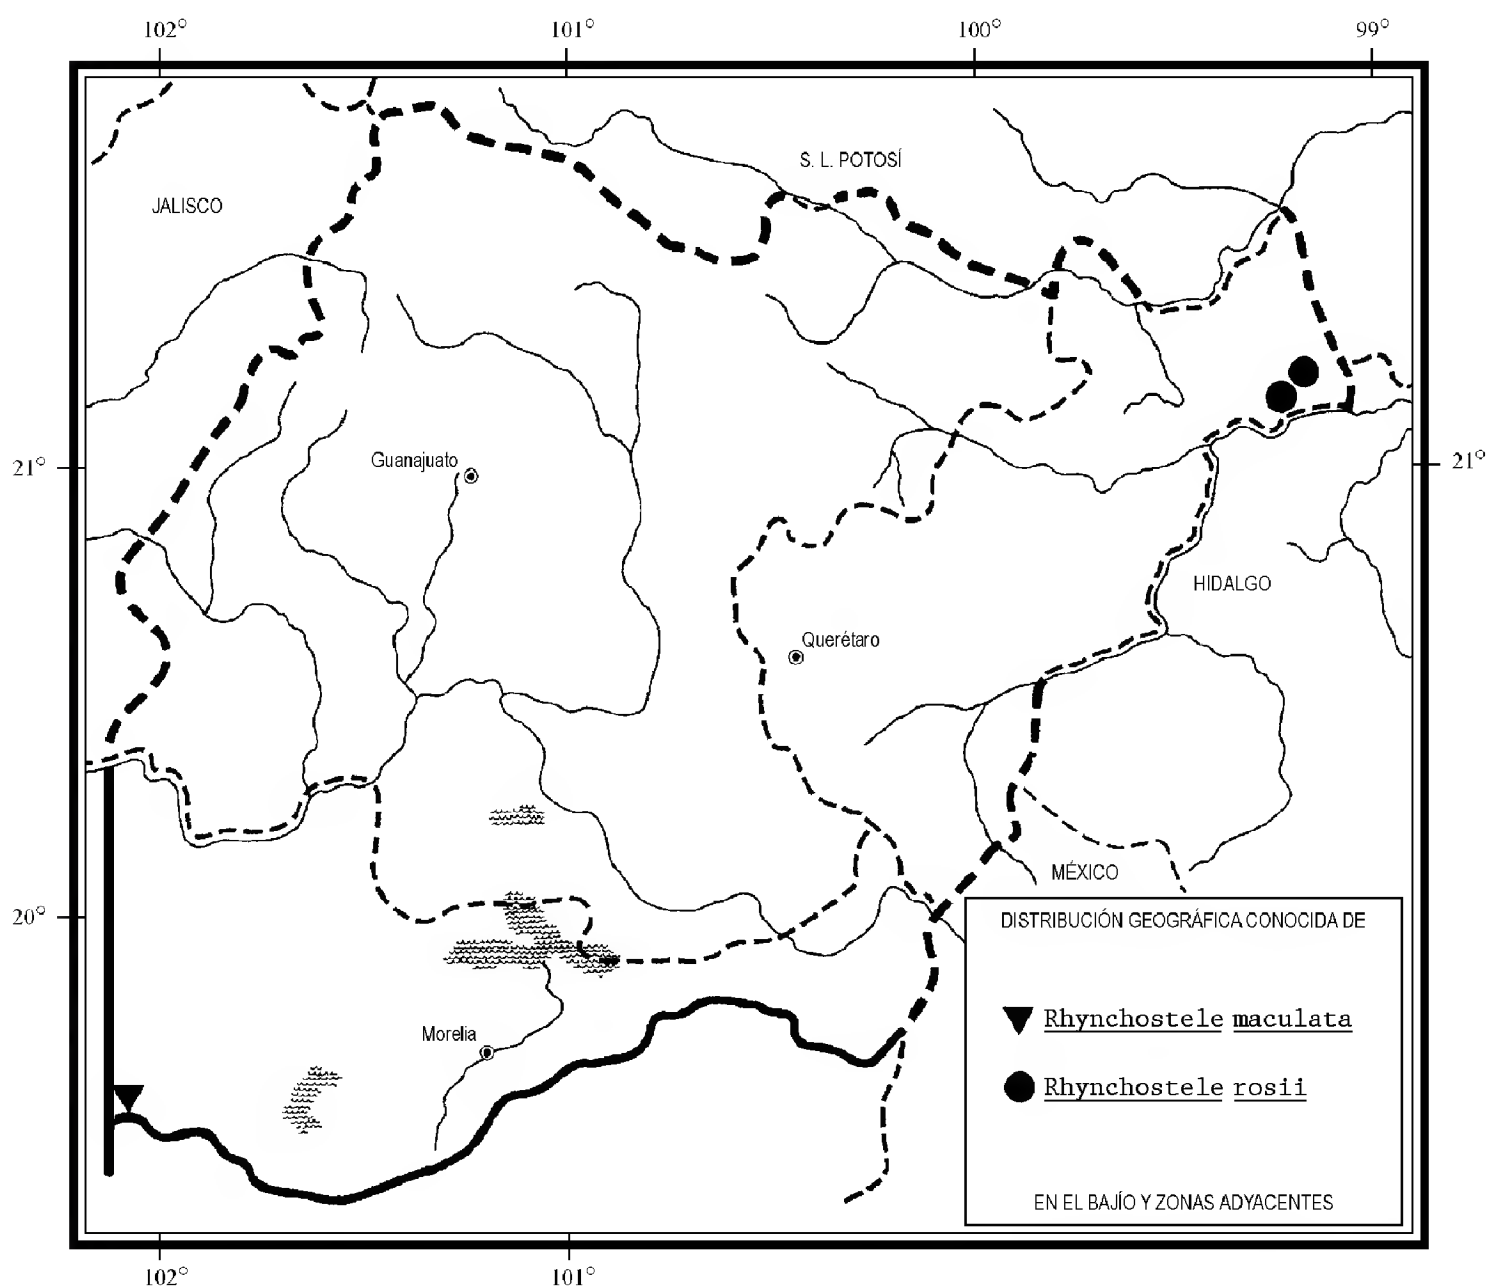 102° 101° 100° 99°
S. L. POTOSÍ
JALISCO
Guanajuato
21° 21°
HIDALGO
Querétaro
MÉXICO
20°
DISTRIBUCIÓN GEOGRÁFICA CONOCIDA DE
Rhynchostele maculata
Morelia
Rhynchostele rosii
EN EL BAJÍO Y ZONAS ADYACENTES
102° 101°